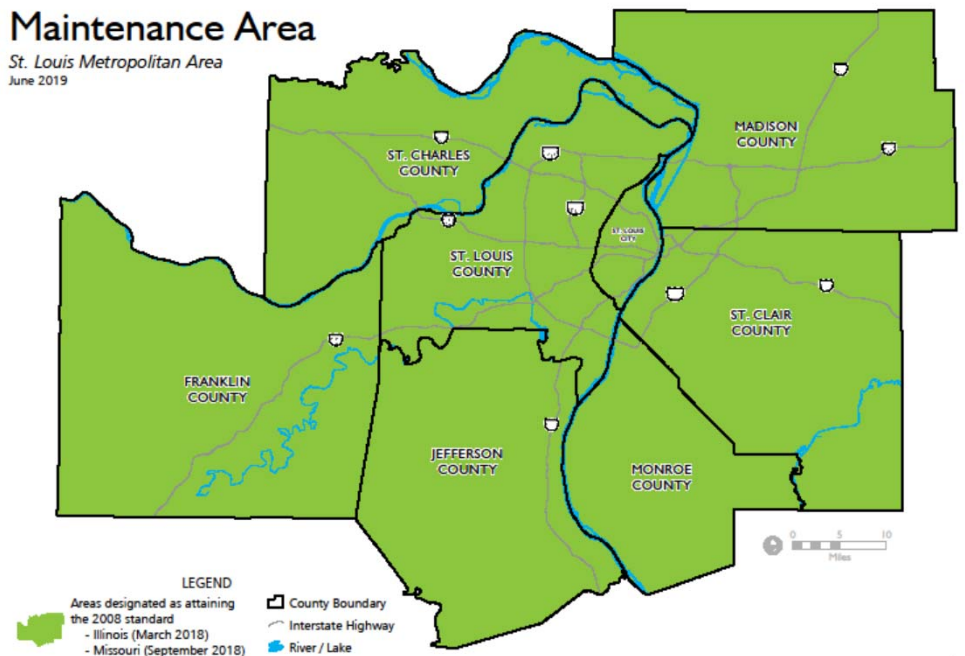 Maintenance Area
St. Louis Metropolitan Area
June 2019
MADISON
COUNTY
ST. CHARLES
COUNTY
ST. LOUIS
CITY
ST. LOUIS
COUNTY
ST. CLAIR
COUNTY
FRANKLIN
COUNTY
JEFFERSON
COUNTY
MONROE
COUNTY
0 5 10
Miles
LEGEND
Areas designated as attaining
the 2008 standard
- Illinois (March 2018)
- Missouri (September 2018)
County Boundary
Interstate Highway
River / Lake